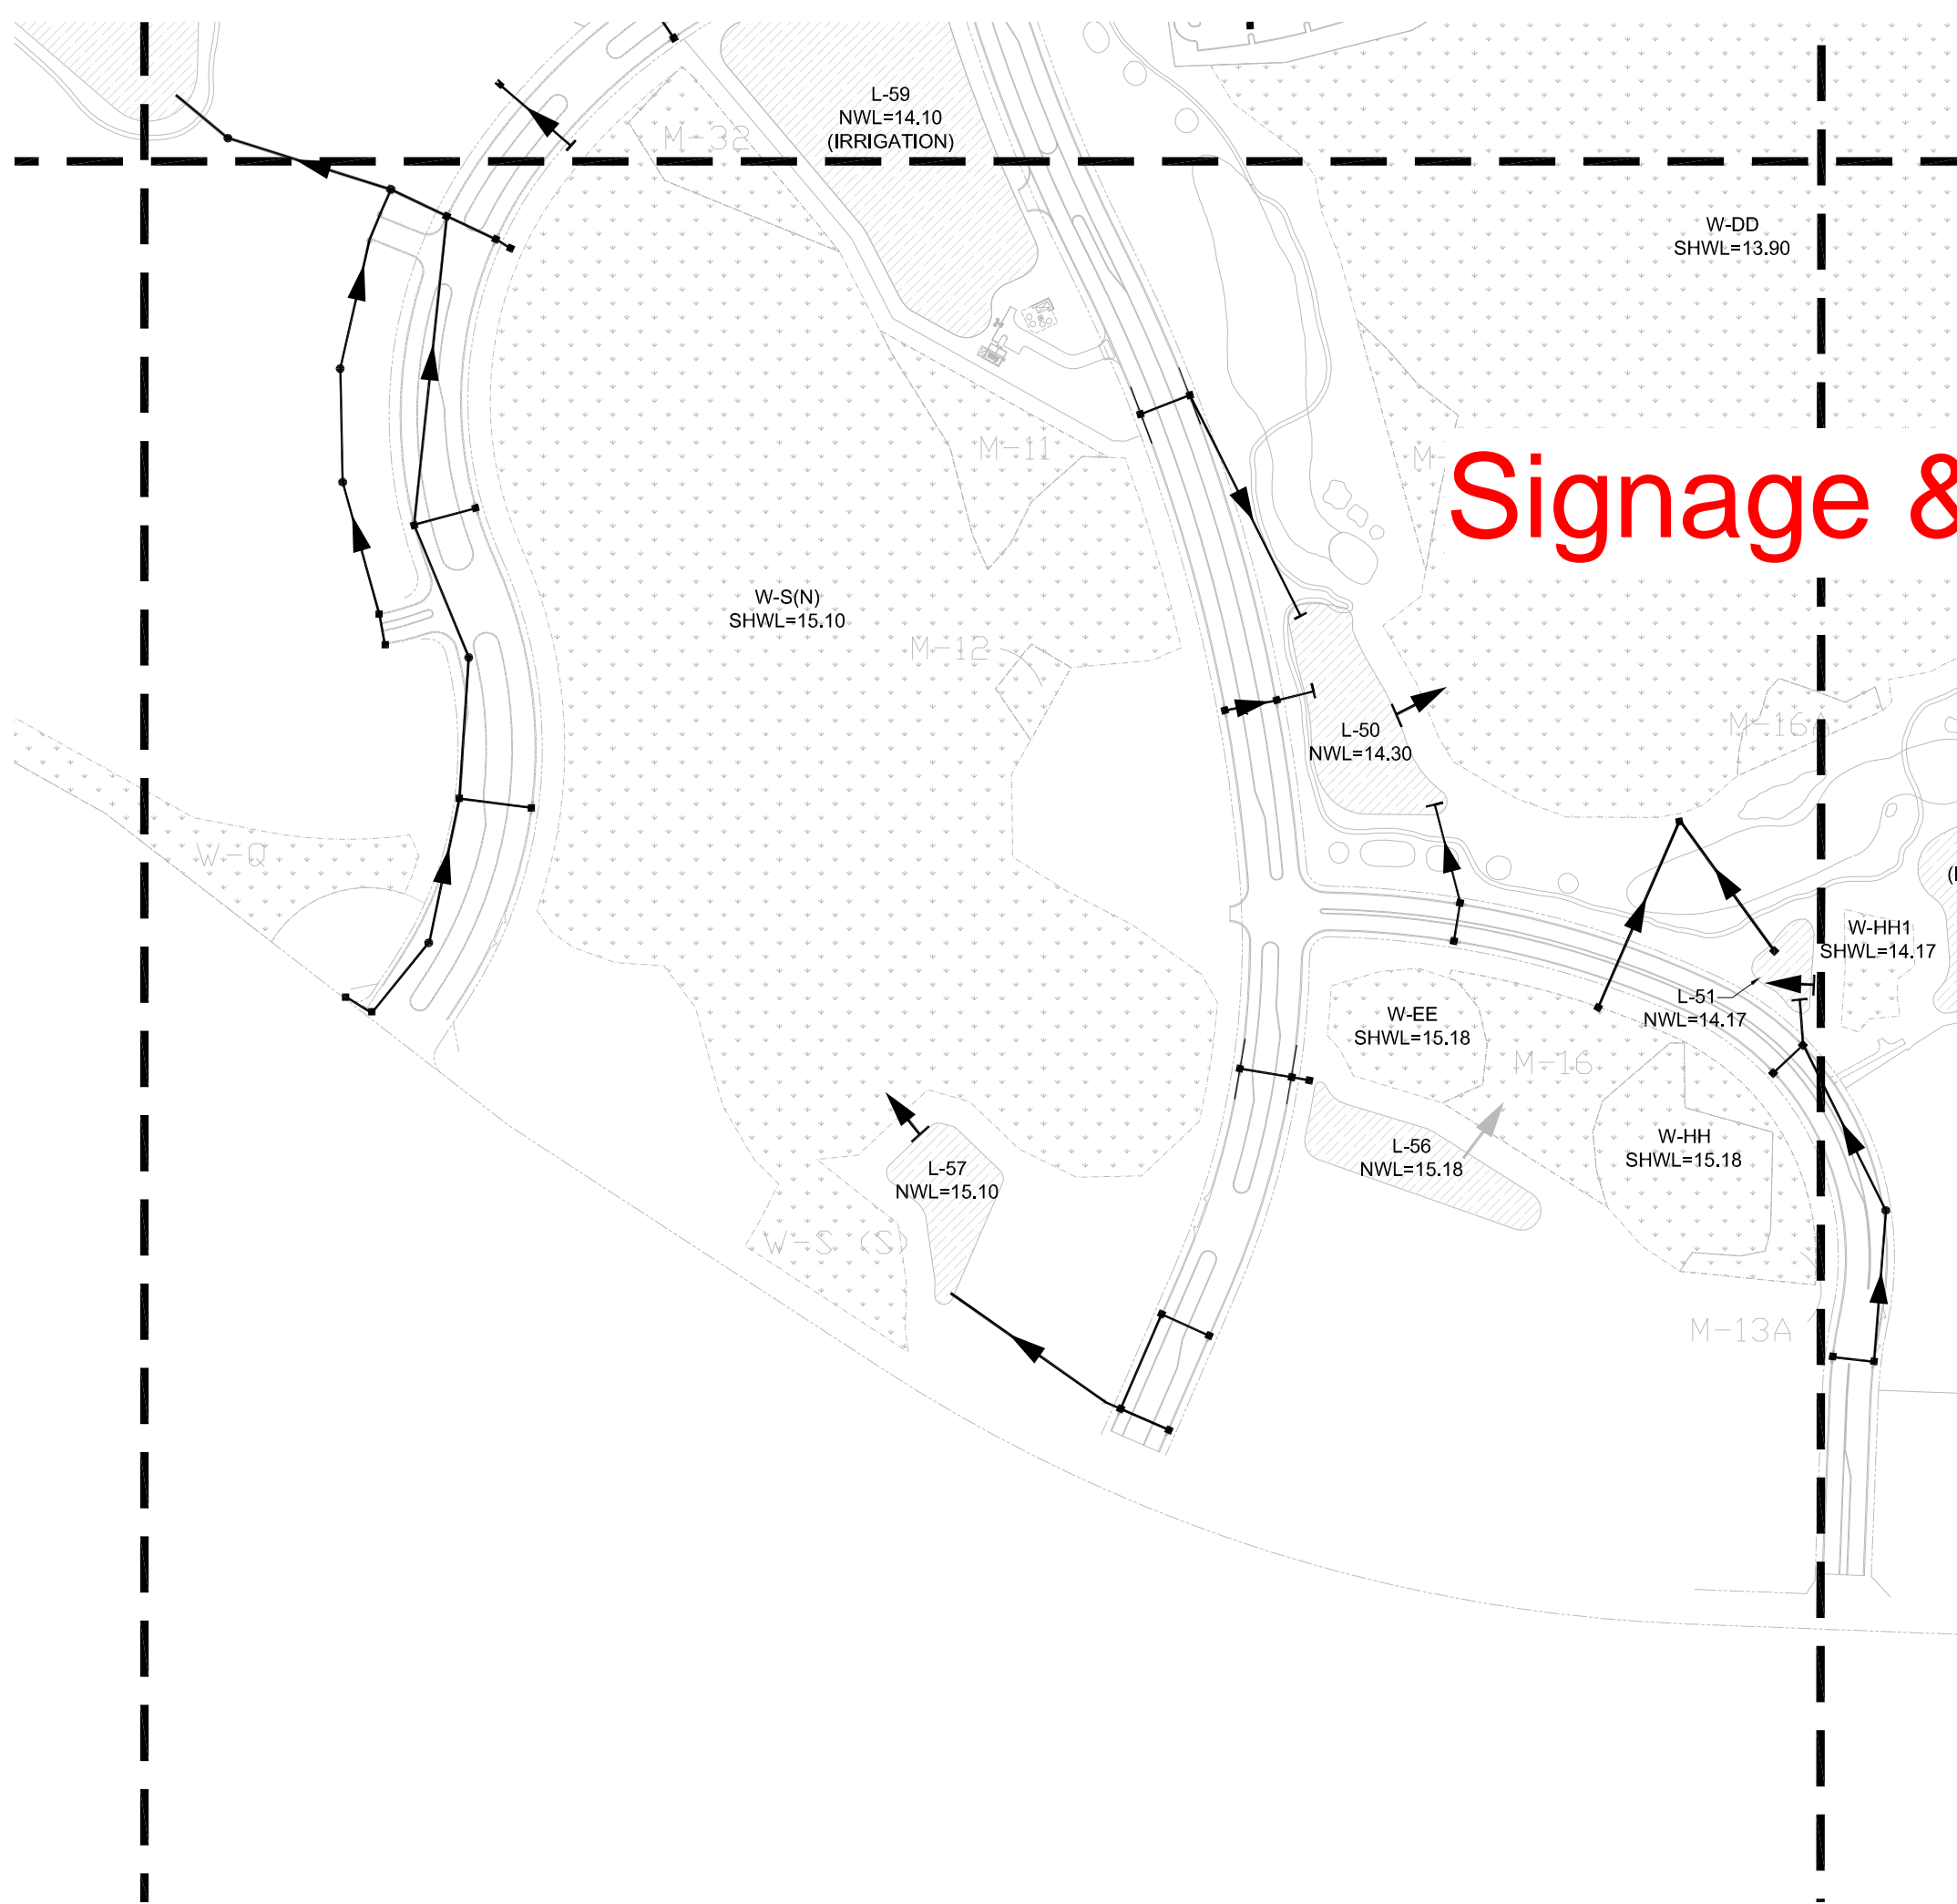 L-59
NWL=14.10
(IRRIGATION)
M-32
W-DD
SHWL=13.90
M-11
M-
Signage &
W-S(N)
SHWL=15.10
M-12
L-50
NWL=14.30
M-16A
W-Q
W-HH1
SHWL=14.17
L-51
NWL=14.17
W-EE
SHWL=15.18
M-16
W-HH
SHWL=15.18
L-56
NWL=15.18
L-57
NWL=15.10
W-S (S)
M-13A